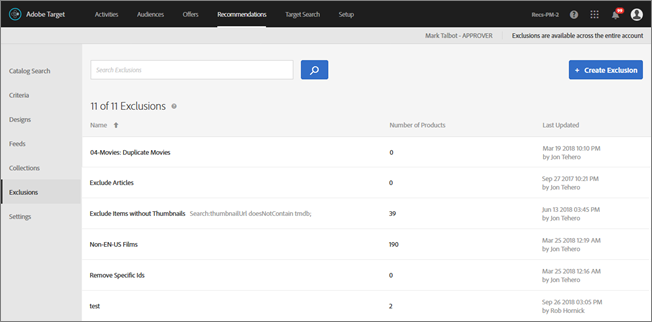 Adobe Target Activities Audiences Offers Recommendations Target Search Setup Recs-PM-2 ? 99
Mark Talbot - APPROVER Exclusions are available across the entire account
Search Exclusions + Create Exclusion
Catalog Search
Criteria
Designs
Feeds
Collections
Exclusions
Settings
11 of 11 Exclusions ?
Name Number of Products Last Updated
04-Movies: Duplicate Movies 0 Mar 19 2018 10:10 PM
by Jon Tehero
Exclude Articles 0 Sep 27 2017 10:21 PM
by Jon Tehero
Exclude Items without Thumbnails Search:thumbnailUrl doesNotContain tmdb; 39 Jun 13 2018 03:45 PM
by Jon Tehero
Non-EN-US Films 190 Mar 25 2018 12:19 AM
by Jon Tehero
Remove Specific Ids 0 Mar 25 2018 12:16 AM
by Jon Tehero
test 2 Sep 26 2018 03:05 PM
by Rob Hornick